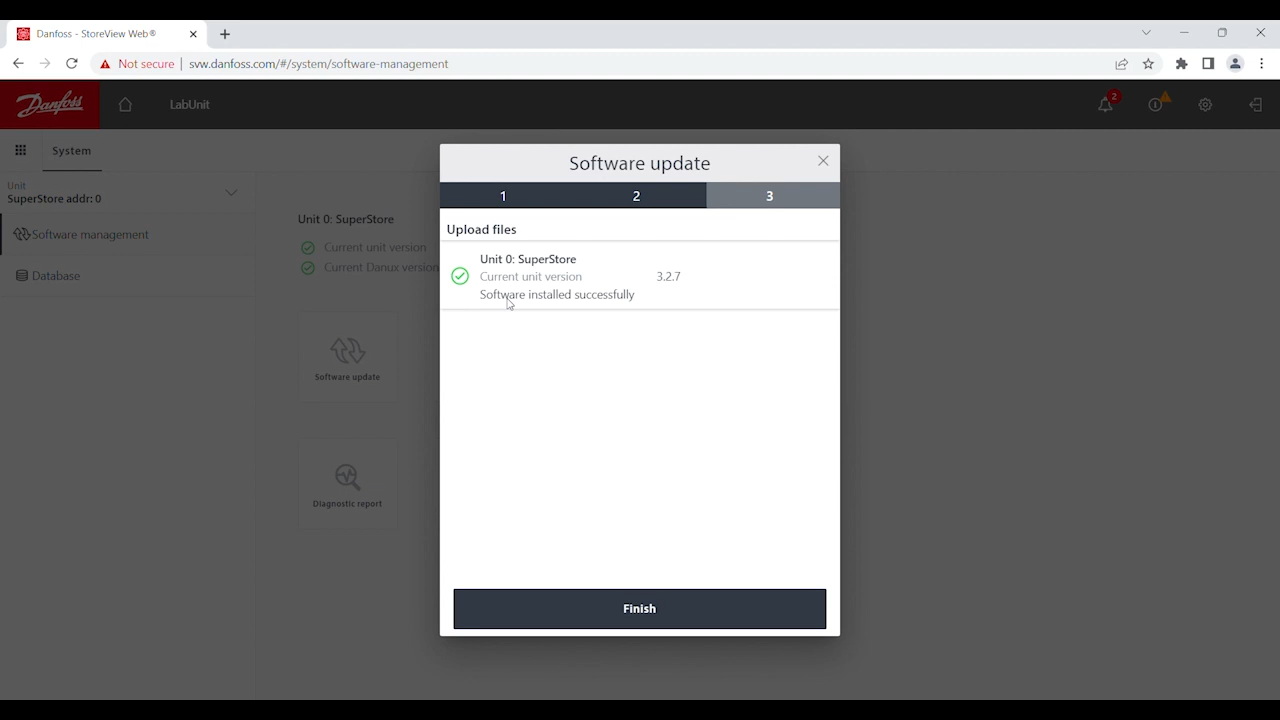 Danfoss - StoreView Web®
Not secure
svw.danfoss.com/#/system/software-management
Danfoss
LabUnit
2
System
Unit
SuperStore addr: 0
Software management
Database
Unit 0: SuperStore
Current unit version
Current Danux version
Software update
Diagnostic report
Software update
1 2 3
Upload files
Unit 0: SuperStore
Current unit version 3.2.7
Software installed successfully
Finish